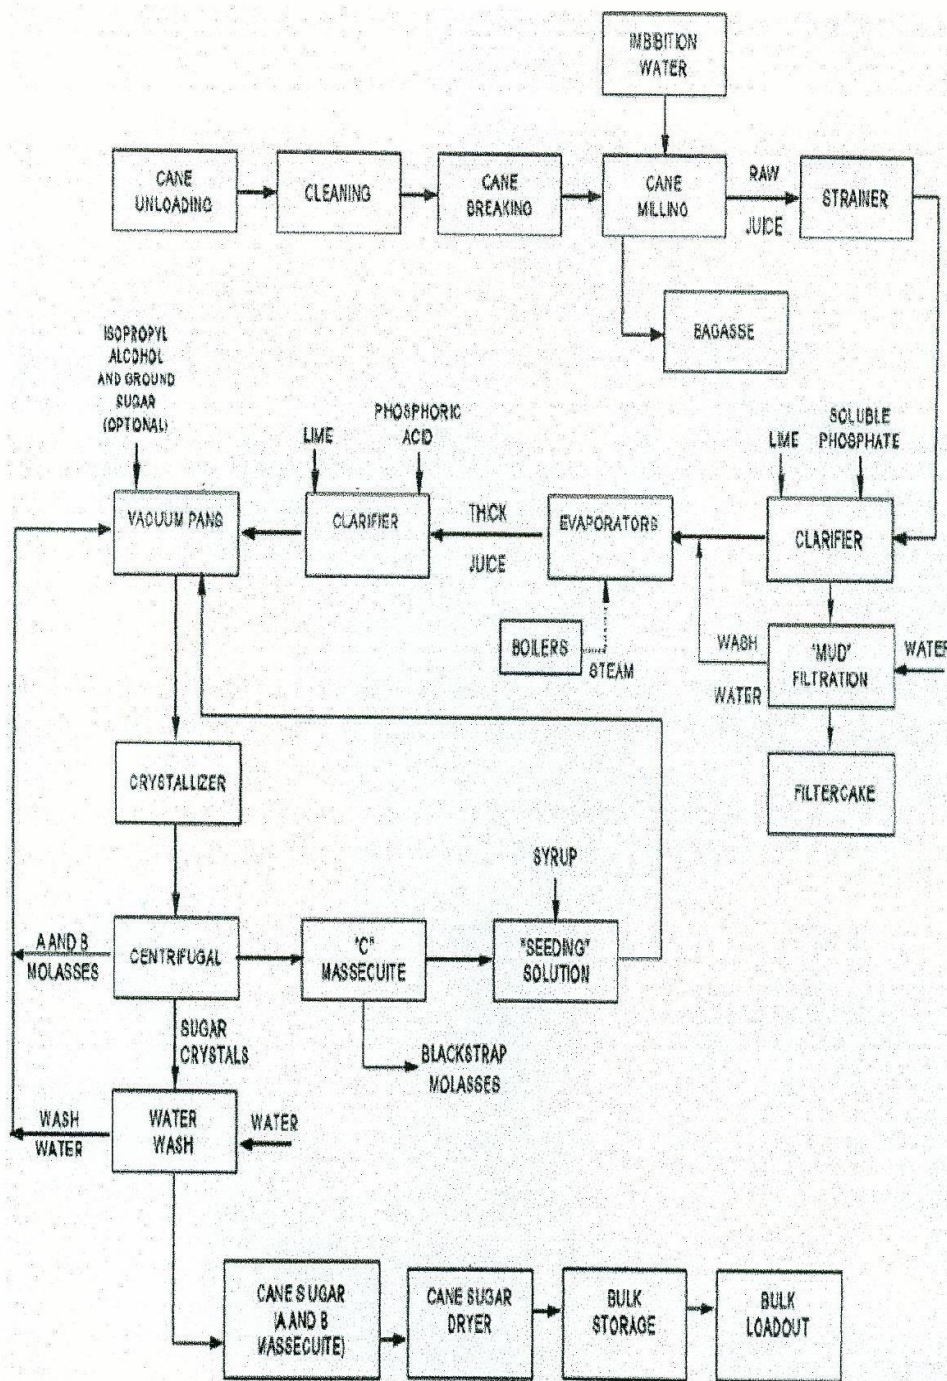 IMBIBITION
WATER
CANE
UNLOADING
CLEANING
CANE
BREAKING
CANE
MILLING
RAW
JUICE
STRAINER
BAGASSE
ISOPROPYL
ALCOHOL
AND GROUND
SUGAR
(OPTIONAL)
PHOSPHORIC
ACID
LIME
SOLUBLE
PHOSPHATE
LIME
VACUUM PANS
CLARIFIER
THICK
JUICE
EVAPORATORS
CLARIFIER
BOILERS
STEAM
WASH
WATER
"MUD"
FILTRATION
WATER
CRYSTALLIZER
FILTERCAKE
SYRUP
A AND B
MOLASSES
CENTRIFUGAL
"C"
MASSECUITE
"SEEDING"
SOLUTION
SUGAR
CRYSTALS
BLACKSTRAP
MOLASSES
WASH
WATER
WATER
WASH
WATER
CANE SUGAR
(A AND B
MASSECUITE)
CANE SUGAR
DRYER
BULK
STORAGE
BULK
LOADOUT